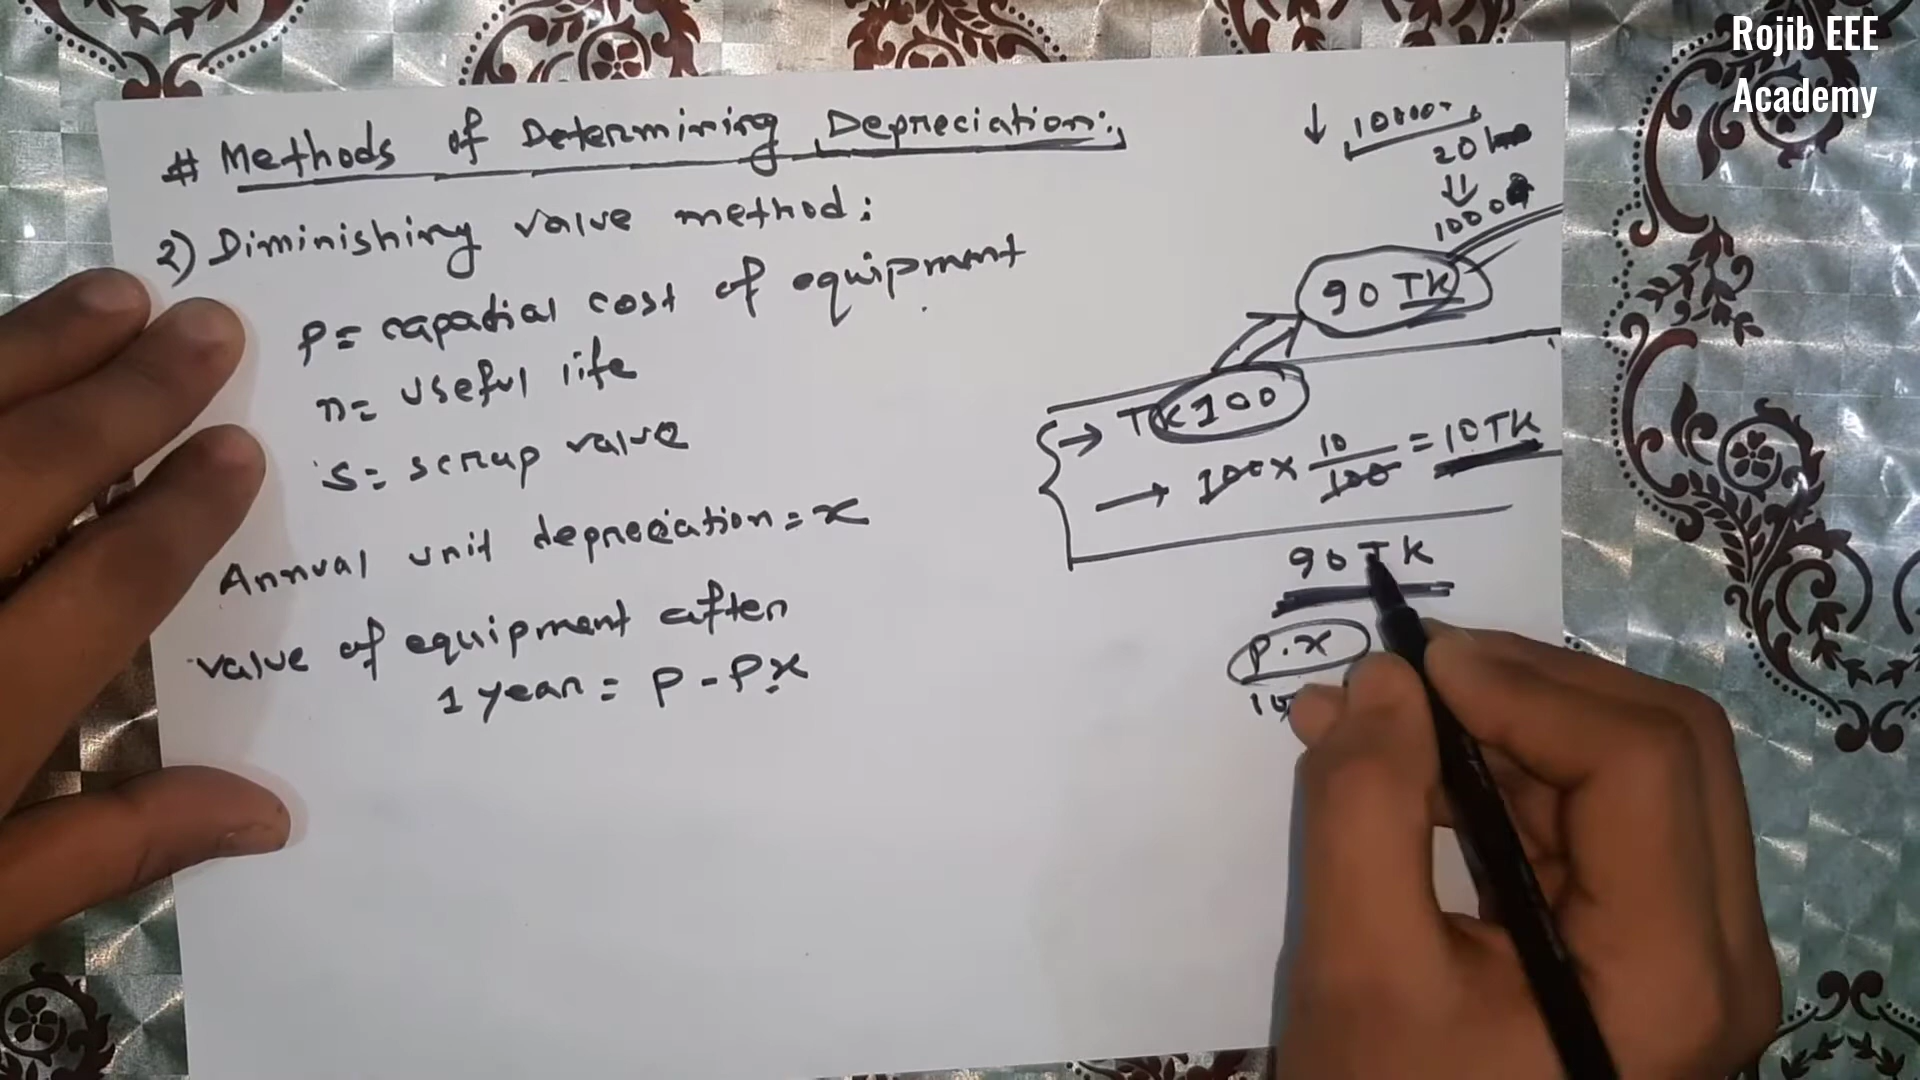 Rojib EEE
Academy
# Methods of Determining Depreciation:
2) Diminishing value method:
P= capadial cost of equipment
n= useful life
s= scrap value
Annual unit depreciation = x
value of equipment after
1 year = P - Px
↓ 10000
20
⇓
1000
90 TK
→ TK 100
→ 100 x 10/100 = 10 TK
90 TK
P.x